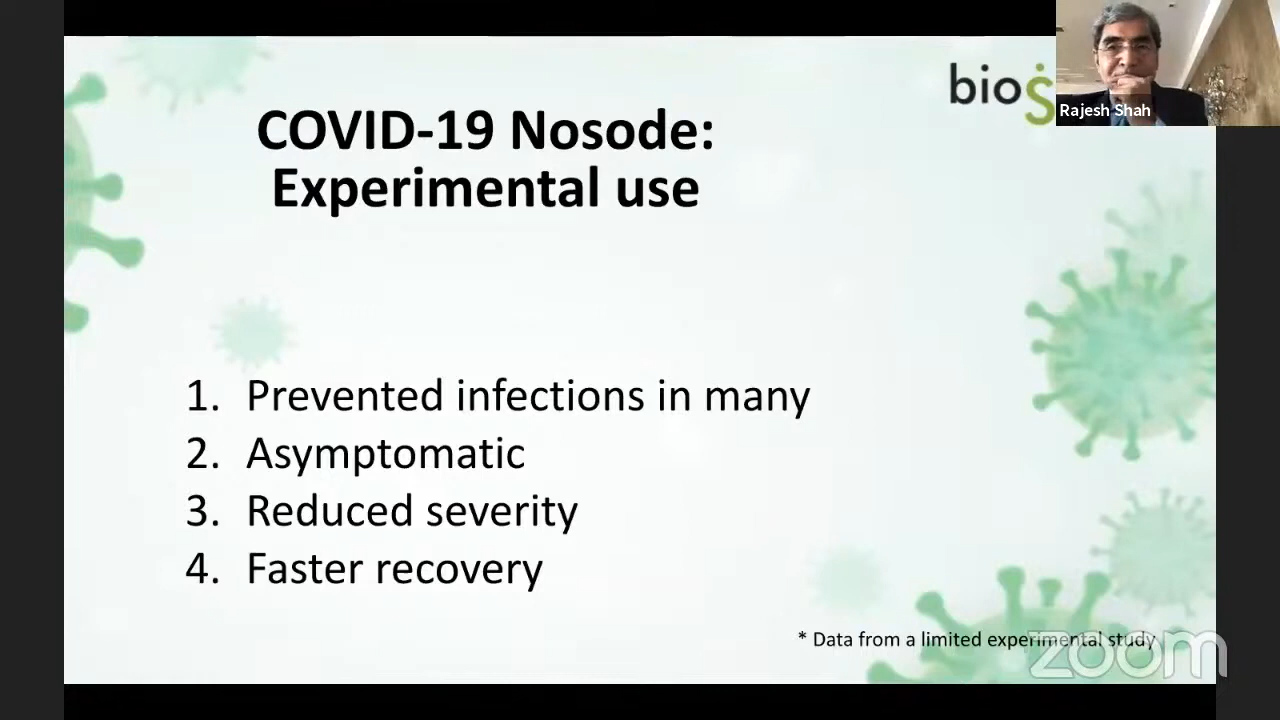 bioṠ
Rajesh Shah
COVID-19 Nosode:
Experimental use
1. Prevented infections in many
2. Asymptomatic
3. Reduced severity
4. Faster recovery
* Data from a limited experimental study
zoom